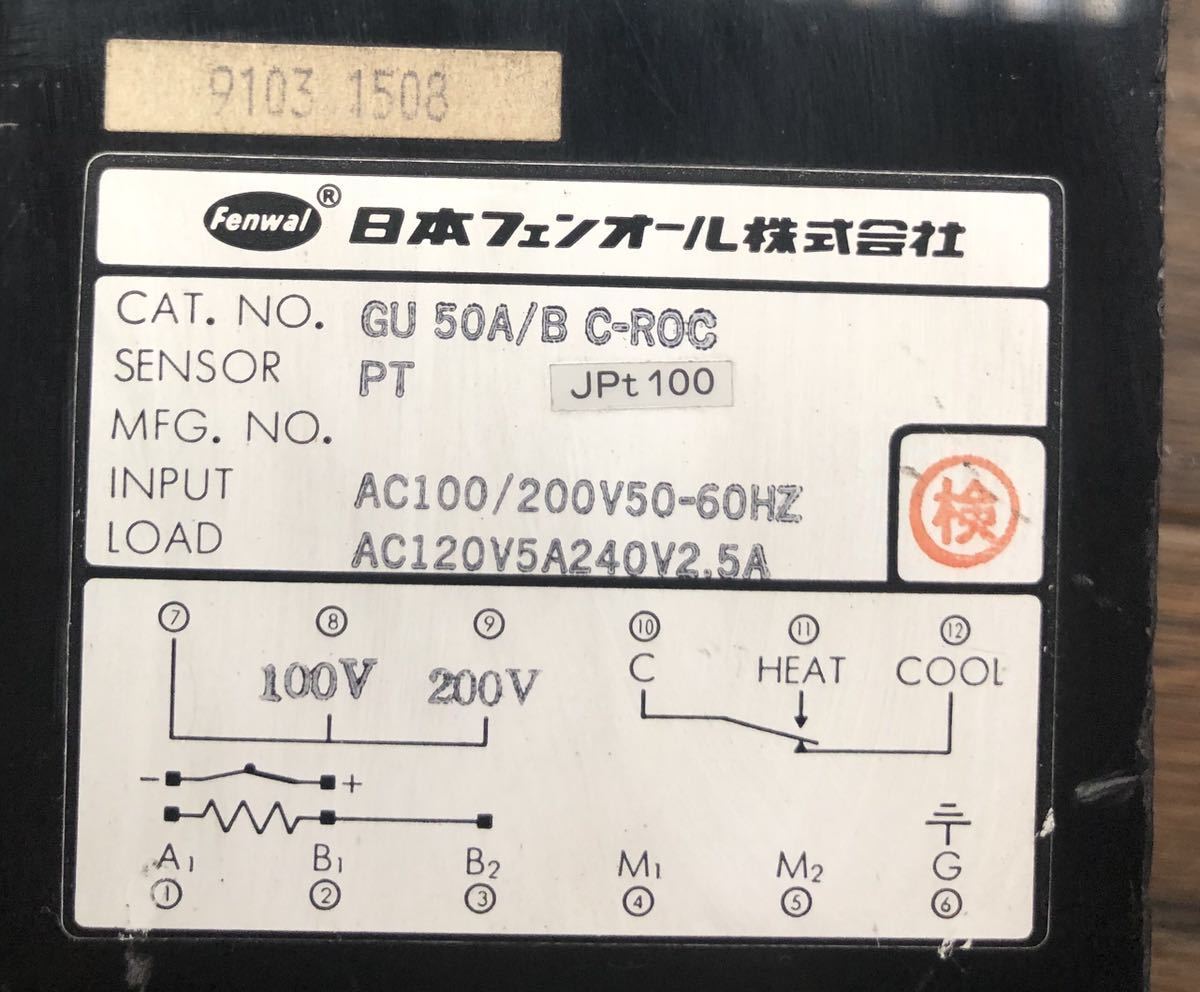 9103 1508
Fenwal ® 日本フェンオール株式会社
CAT. NO. GU 50A/B C-ROC
SENSOR PT JPt100
MFG. NO.
INPUT AC100/200V50-60HZ
LOAD AC120V5A240V2.5A
検
⑦ ⑧ ⑨ ⑩ ⑪ ⑫
100V 200V C HEAT COOL
- +
A1 B1 B2 M1 M2 G
① ② ③ ④ ⑤ ⑥